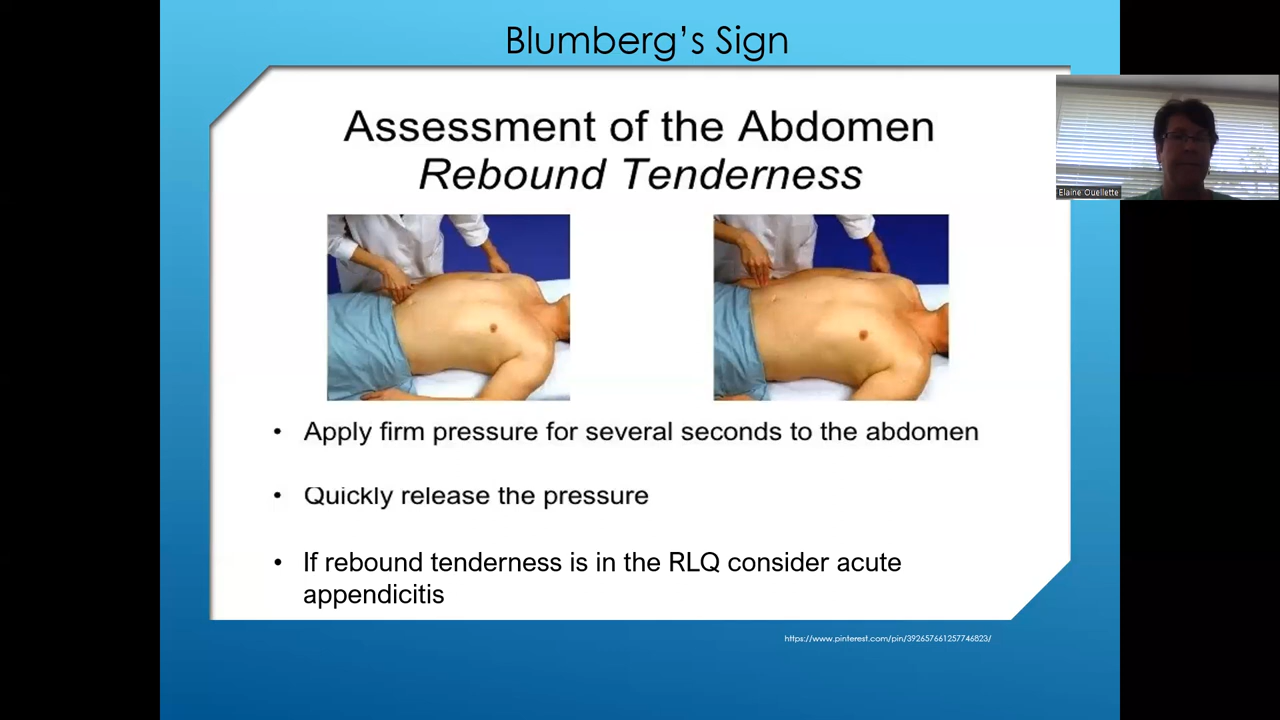 Blumberg’s Sign
Assessment of the Abdomen
Rebound Tenderness
Elaine Ouellette
• Apply firm pressure for several seconds to the abdomen
• Quickly release the pressure
• If rebound tenderness is in the RLQ consider acute
appendicitis
https://www.pinterest.com/pin/392657661257746823/